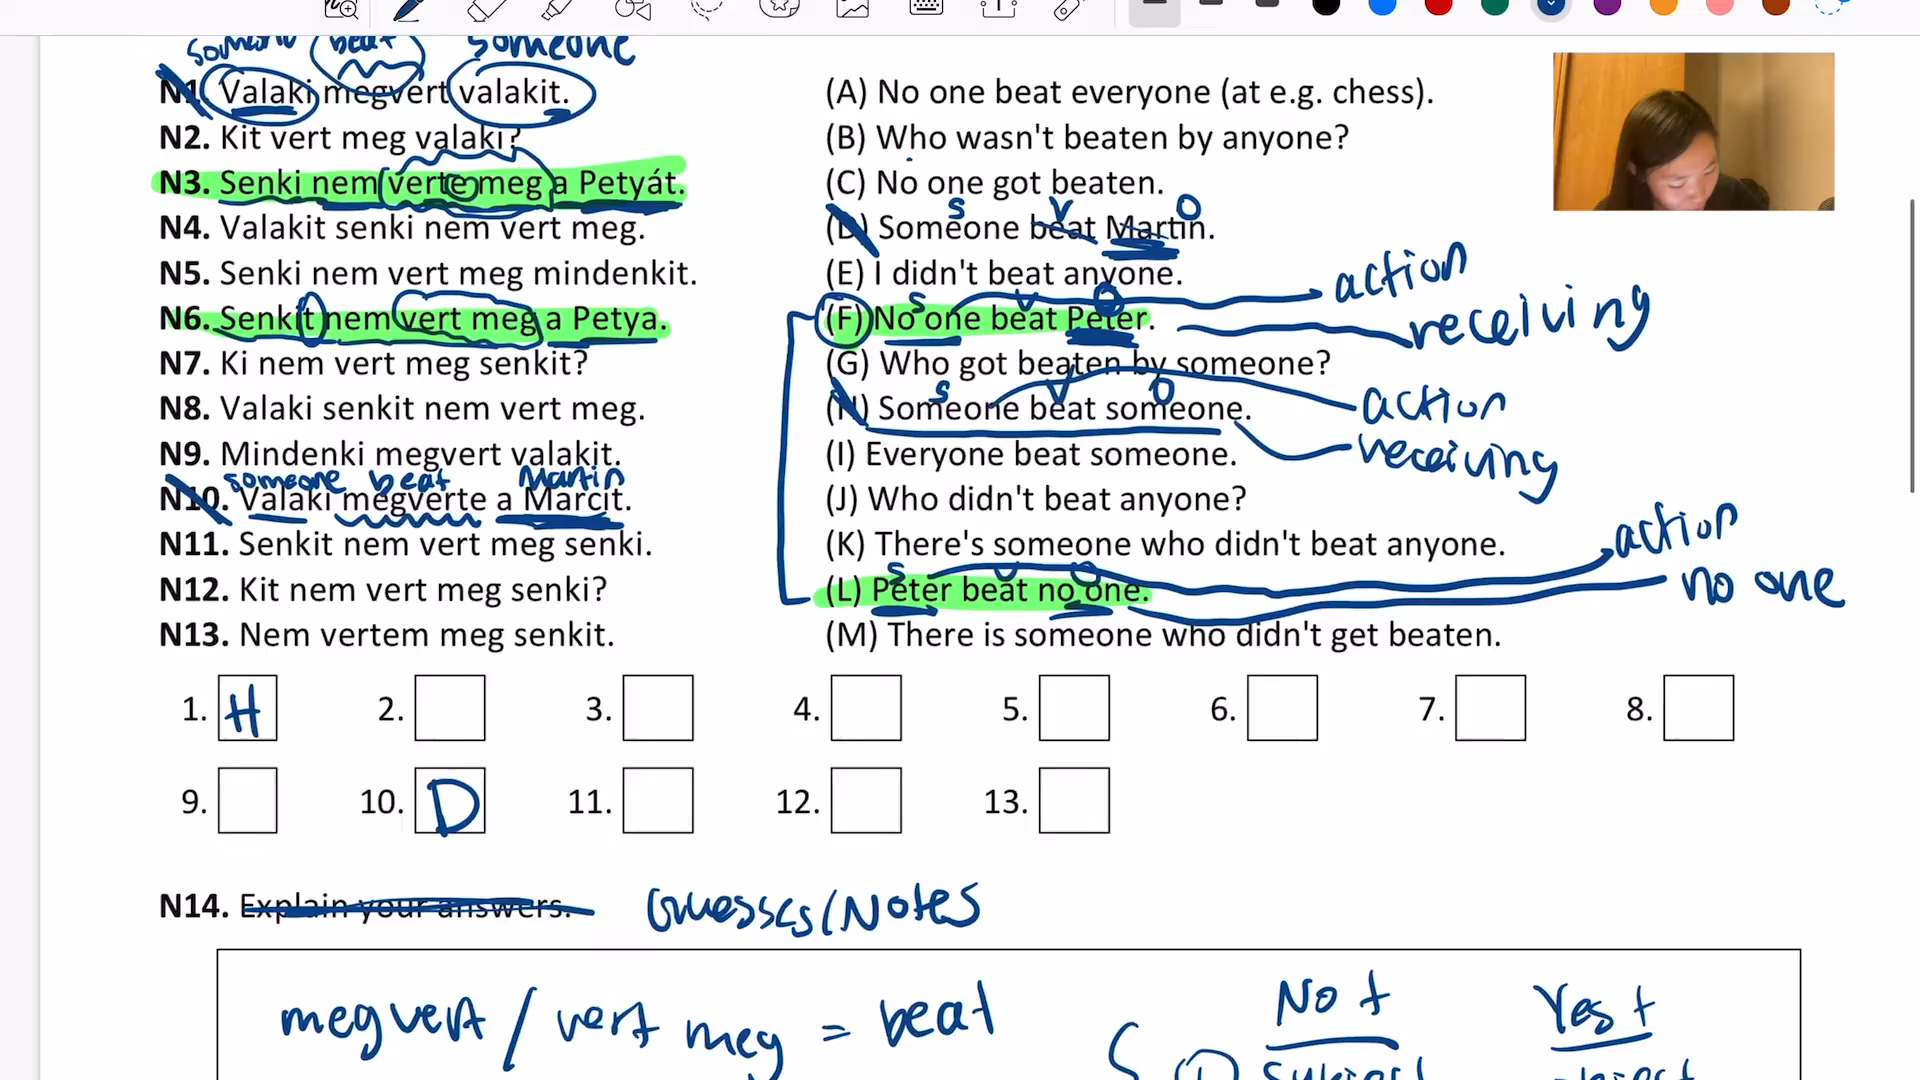 someone beat someone
N1. Valaki megvert valakit.
N2. Kit vert meg valaki?
N3. Senki nem verte meg a Petyát.
N4. Valakit senki nem vert meg.
N5. Senki nem vert meg mindenkit.
N6. Senkit nem vert meg a Petya.
N7. Ki nem vert meg senkit?
N8. Valaki senkit nem vert meg.
N9. Mindenki megvert valakit.
someone beat Martin
N10. Valaki megverte a Marcit.
N11. Senkit nem vert meg senki.
N12. Kit nem vert meg senki?
N13. Nem vertem meg senkit.
(A) No one beat everyone (at e.g. chess).
(B) Who wasn't beaten by anyone?
(C) No one got beaten.
S V O
(D) Someone beat Martin.
(E) I didn't beat anyone.
action
S V O
(F) No one beat Peter.
receiving
(G) Who got beaten by someone?
S V O
(H) Someone beat someone.
action
receiving
(I) Everyone beat someone.
(J) Who didn't beat anyone?
(K) There's someone who didn't beat anyone.
action
S V O
(L) Peter beat no one.
no one
(M) There is someone who didn't get beaten.
1. H 2. 3. 4. 5. 6. 7. 8.
9. 10. D 11. 12. 13.
N14. Explain your answers. Guesses/Notes
megvert / vert meg = beat
No t Yes t
1 subject object